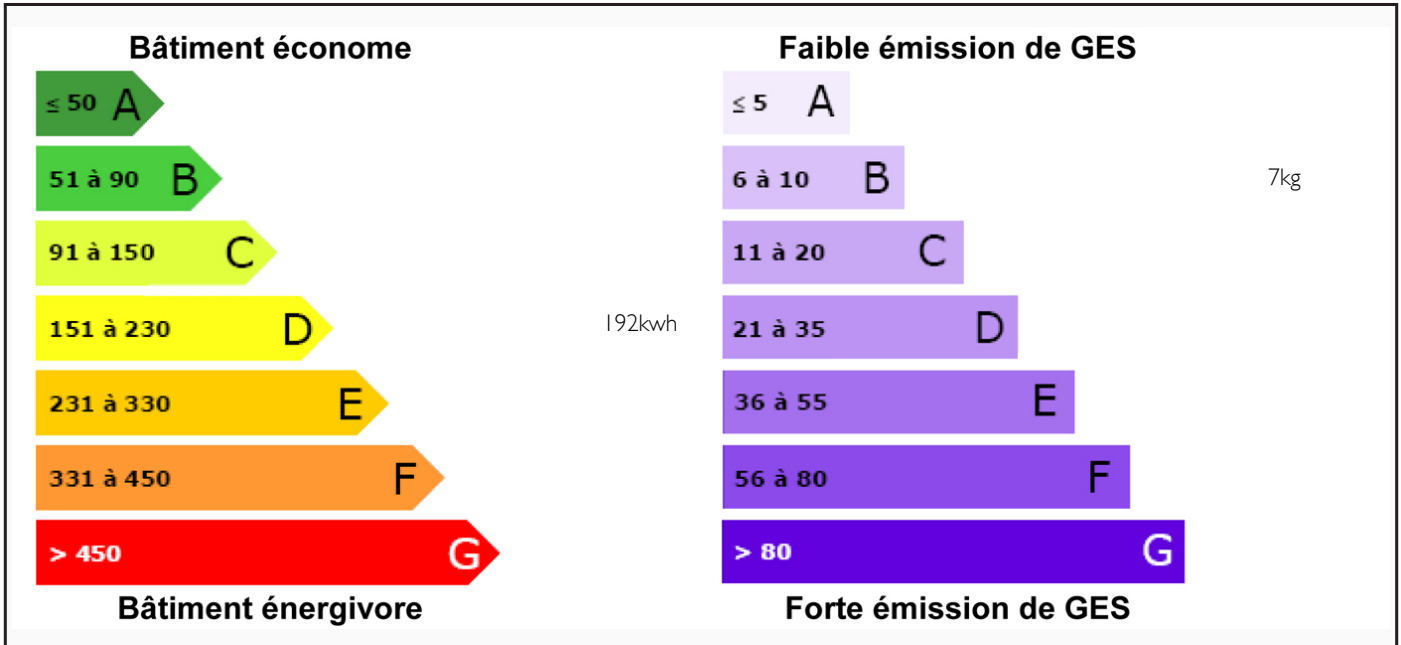 Bâtiment économe
≤ 50 A
51 à 90 B
91 à 150 C
151 à 230 D
192kwh
231 à 330 E
331 à 450 F
> 450 G
Bâtiment énergivore
Faible émission de GES
≤ 5 A
6 à 10 B
7kg
11 à 20 C
21 à 35 D
36 à 55 E
56 à 80 F
> 80 G
Forte émission de GES